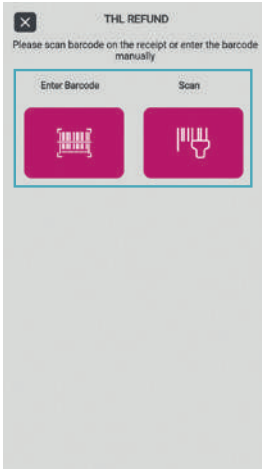 THL REFUND
Please scan barcode on the receipt or enter the barcode
manually
Enter Barcode
Scan